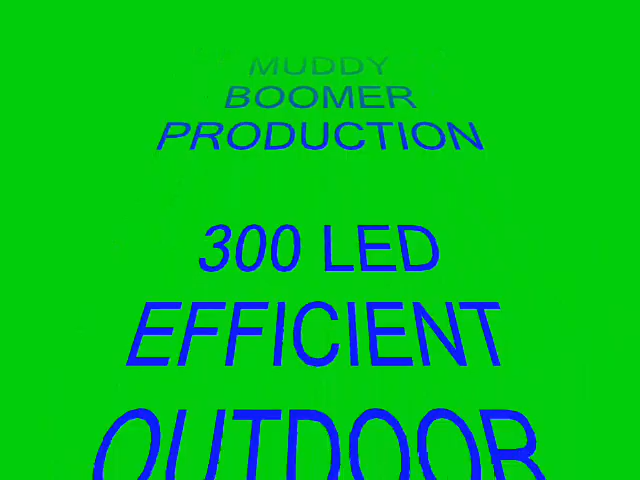 MUDDY
BOOMER
PRODUCTION
300 LED
EFFICIENT
OUTDOOR